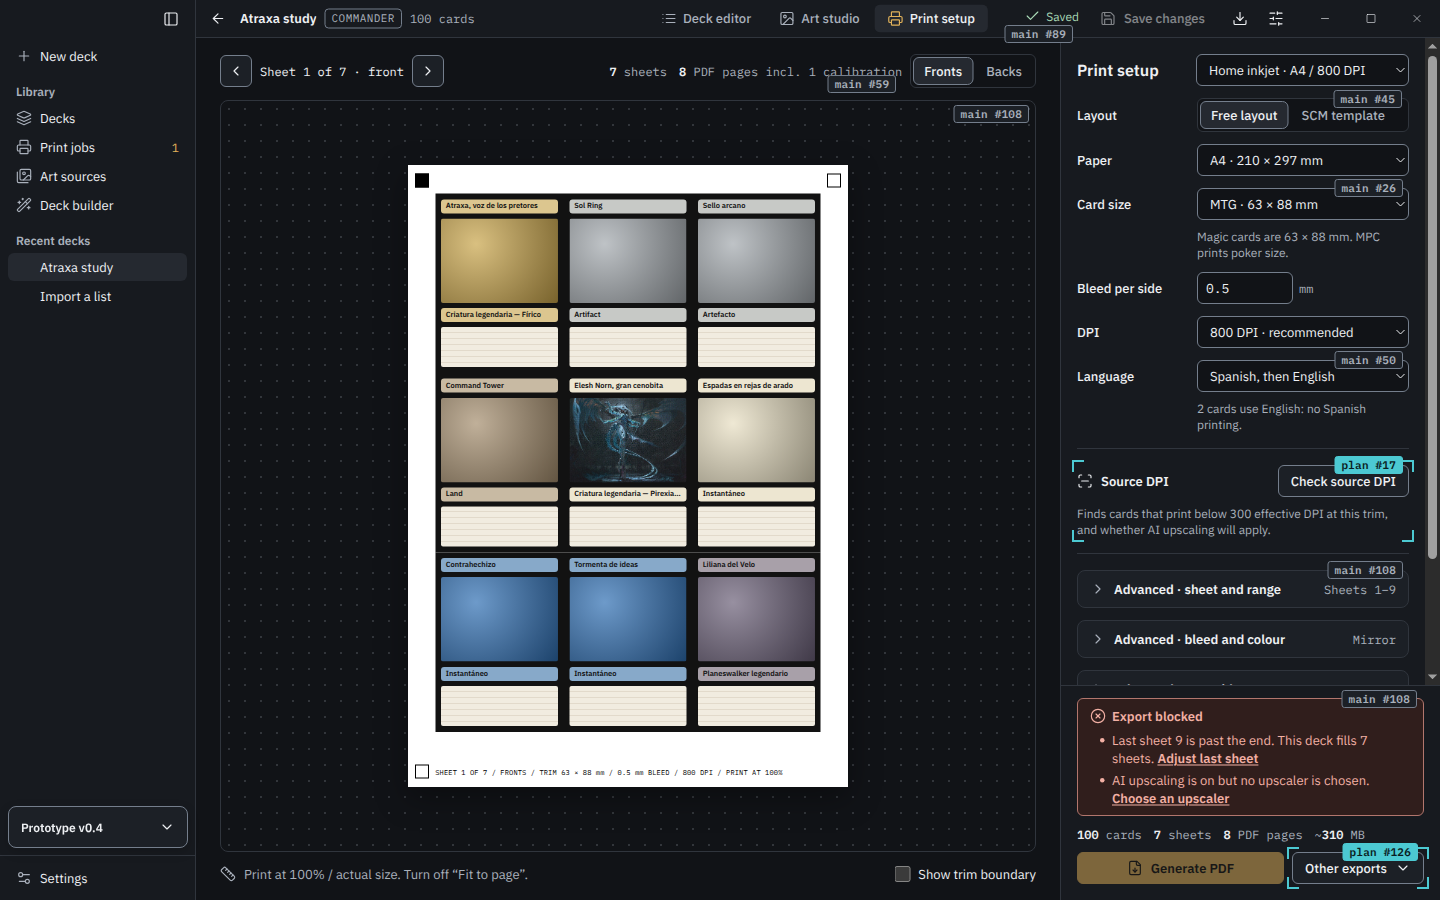 Atraxa study COMMANDER 100 cards
Deck editor
Art studio
Print setup
Saved
main #89
Save changes
New deck
Library
Decks
Print jobs 1
Art sources
Deck builder
Recent decks
Atraxa study
Import a list
Prototype v0.4
Settings
Sheet 1 of 7 · front
7 sheets 8 PDF pages incl. 1 calibration
main #59
Fronts
Backs
main #108
Atraxa, voz de los pretores
Sol Ring
Sello arcano
Criatura legendaria — Fírico
Artifact
Artefacto
Command Tower
Elesh Norn, gran cenobita
Espadas en rejas de arado
Land
Criatura legendaria — Pirexia...
Instantáneo
Contrahechizo
Tormenta de ideas
Liliana del Velo
Instantáneo
Instantáneo
Planeswalker legendario
SHEET 1 OF 7 / FRONTS / TRIM 63 × 88 mm / 0.5 mm BLEED / 800 DPI / PRINT AT 100%
Print at 100% / actual size. Turn off “Fit to page”.
Show trim boundary
Print setup
Home inkjet · A4 / 800 DPI
main #45
Layout
Free layout
SCM template
Paper
A4 · 210 × 297 mm
main #26
Card size
MTG · 63 × 88 mm
Magic cards are 63 × 88 mm. MPC
prints poker size.
Bleed per side
0.5 mm
DPI
800 DPI · recommended
main #50
Language
Spanish, then English
2 cards use English: no Spanish
printing.
plan #17
Source DPI
Check source DPI
Finds cards that print below 300 effective DPI at this trim,
and whether AI upscaling will apply.
main #108
Advanced · sheet and range Sheets 1–9
Advanced · bleed and colour Mirror
main #108
Export blocked
Last sheet 9 is past the end. This deck fills 7
sheets. Adjust last sheet
AI upscaling is on but no upscaler is chosen.
Choose an upscaler
100 cards 7 sheets 8 PDF pages ~310 MB
plan #126
Generate PDF
Other exports